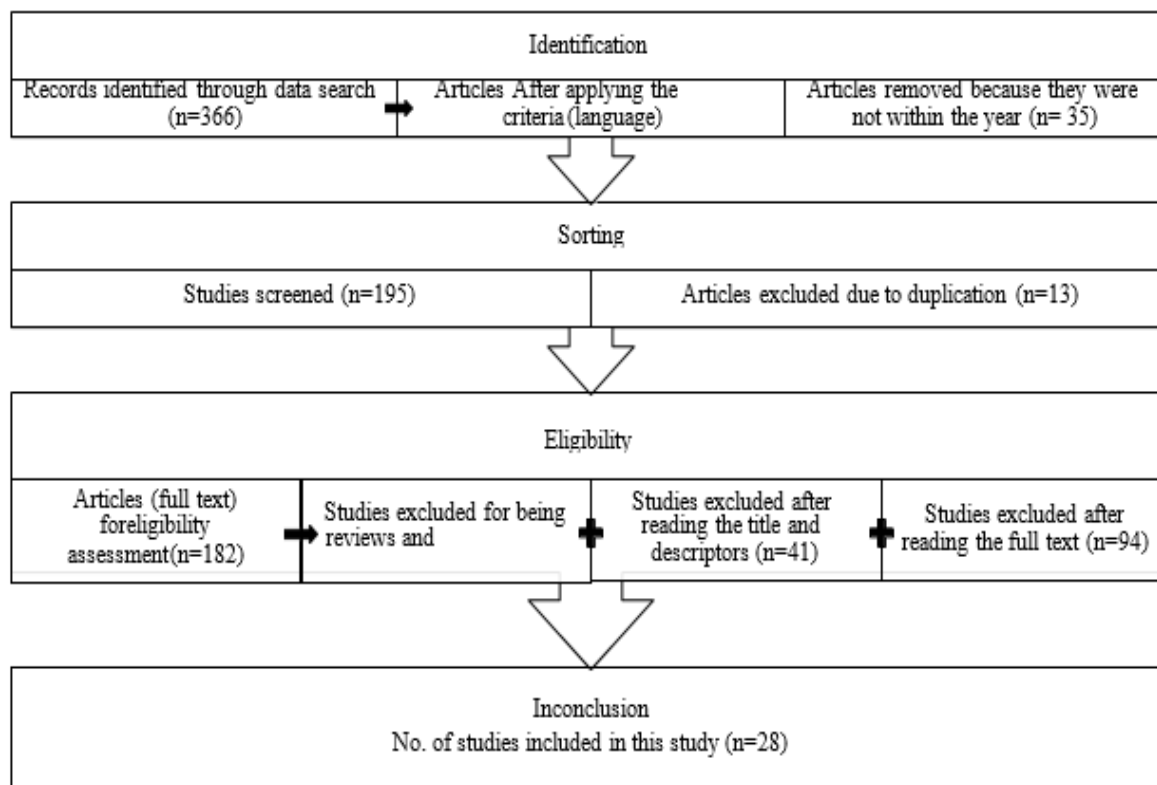 Identification
Records identified through data search
(n=366)
Articles After applying the
criteria (language)
Articles removed because they were
not within the year (n= 35)
Sorting
Studies screened (n=195)
Articles excluded due to duplication (n=13)
Eligibility
Articles (full text)
foreligibility
assessment(n=182)
Studies excluded for being
reviews and
Studies excluded after
reading the title and
descriptors (n=41)
Studies excluded after
reading the full text (n=94)
Inconclusion
No. of studies included in this study (n=28)